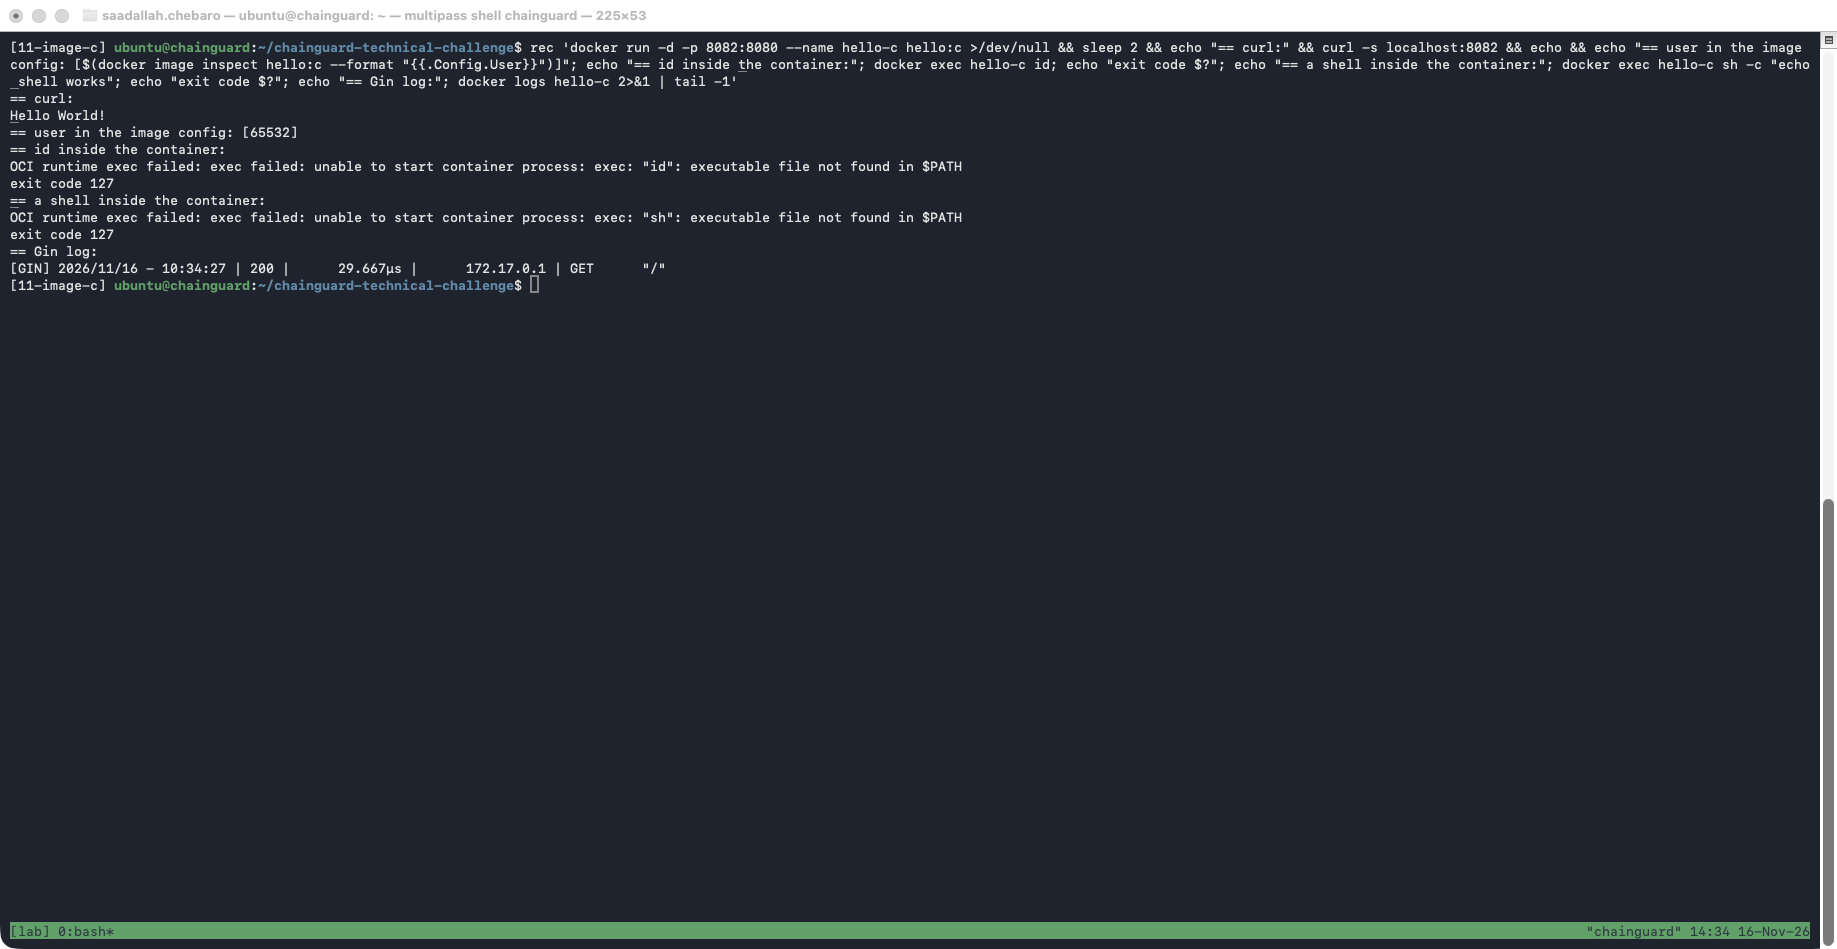 saadallah.chebaro — ubuntu@chainguard: ~ — multipass shell chainguard — 225×53
[11-image-c] ubuntu@chainguard:~/chainguard-technical-challenge$ rec 'docker run -d -p 8082:8080 --name hello-c hello:c >/dev/null && sleep 2 && echo "== curl:" && curl -s localhost:8082 && echo && echo "== user in the image
config: [$(docker image inspect hello:c --format "{{.Config.User}}")]"; echo "== id inside the container:"; docker exec hello-c id; echo "exit code $?"; echo "== a shell inside the container:"; docker exec hello-c sh -c "echo
_shell works"; echo "exit code $?"; echo "== Gin log:"; docker logs hello-c 2>&1 | tail -1'
== curl:
Hello World!
== user in the image config: [65532]
== id inside the container:
OCI runtime exec failed: exec failed: unable to start container process: exec: "id": executable file not found in $PATH
exit code 127
== a shell inside the container:
OCI runtime exec failed: exec failed: unable to start container process: exec: "sh": executable file not found in $PATH
exit code 127
== Gin log:
[GIN] 2026/11/16 - 10:34:27 | 200 |      29.667µs |      172.17.0.1 | GET      "/"
[11-image-c] ubuntu@chainguard:~/chainguard-technical-challenge$
[lab] 0:bash*
"chainguard" 14:34 16-Nov-26